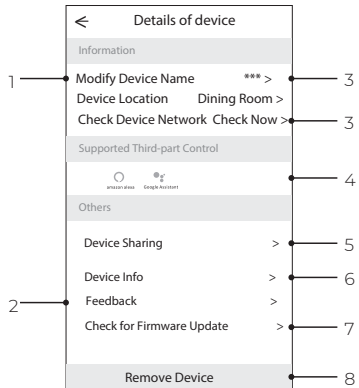 ← Details of device
Information
1 Modify Device Name *** > 3
Device Location Dining Room >
Check Device Network Check Now > 3
Supported Third-part Control
amazon alexa Google Assistant 4
Others
Device Sharing > 5
Device Info > 6
2 Feedback >
Check for Firmware Update > 7
Remove Device 8